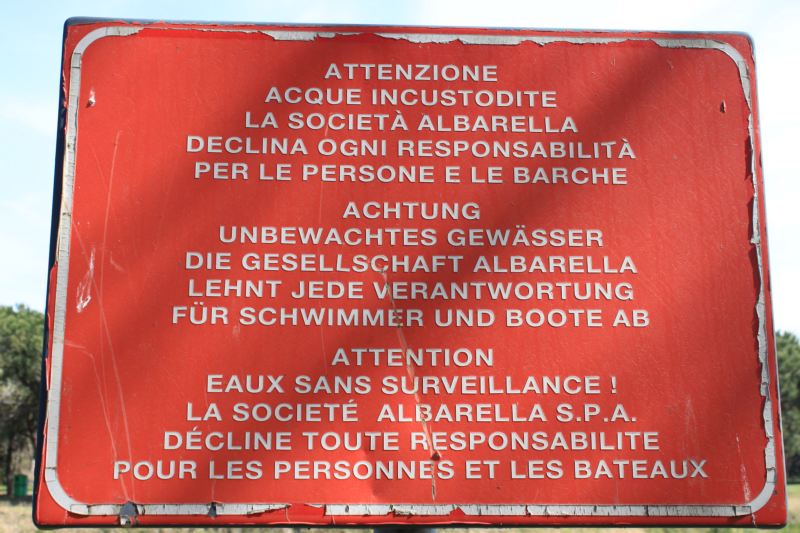 ATTENZIONE
ACQUE INCUSTODITE
LA SOCIETÀ ALBARELLA
DECLINA OGNI RESPONSABILITÀ
PER LE PERSONE E LE BARCHE
ACHTUNG
UNBEWACHTES GEWÄSSER
DIE GESELLSCHAFT ALBARELLA
LEHNT JEDE VERANTWORTUNG
FÜR SCHWIMMER UND BOOTE AB
ATTENTION
EAUX SANS SURVEILLANCE !
LA SOCIETÉ ALBARELLA S.P.A.
DÉCLINE TOUTE RESPONSABILITE
POUR LES PERSONNES ET LES BATEAUX